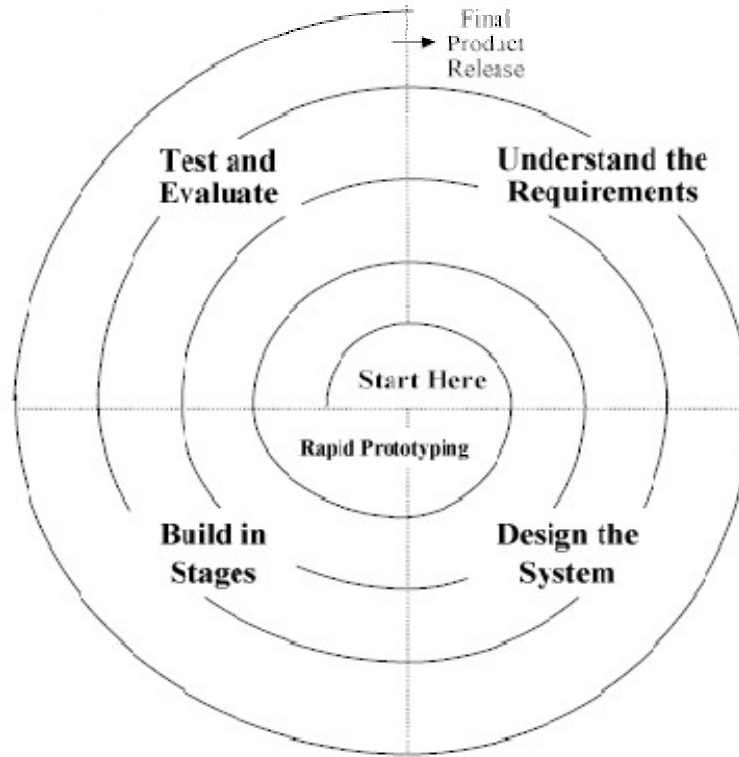 Final
Product
Release
Test and
Evaluate
Understand the
Requirements
Start Here
Rapid Prototyping
Build in
Stages
Design the
System